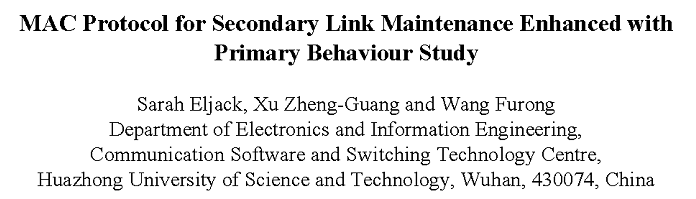 MAC Protocol for Secondary Link Maintenance Enhanced with
Primary Behaviour Study
Sarah Eljack, Xu Zheng-Guang and Wang Furong
Department of Electronics and Information Engineering,
Communication Software and Switching Technology Centre,
Huazhong University of Science and Technology, Wuhan, 430074, China